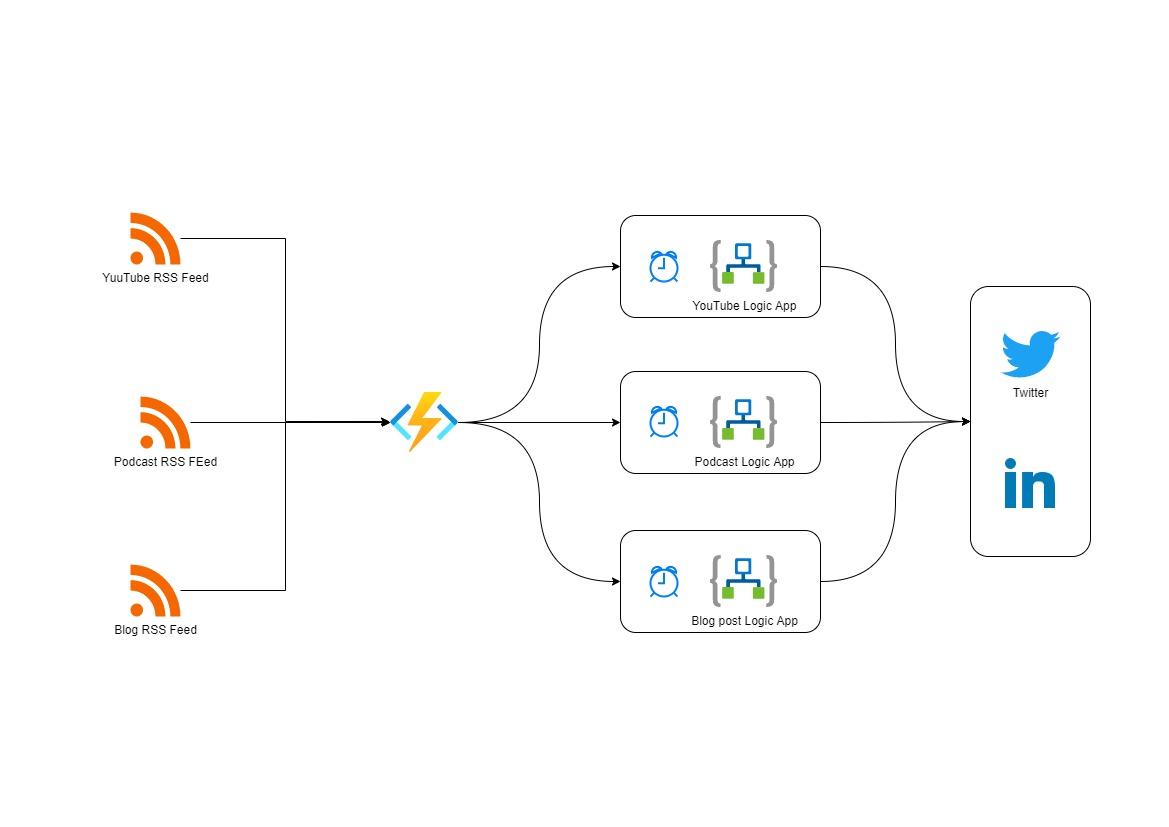 YuuTube RSS Feed
YouTube Logic App
Twitter
Podcast RSS FEed
Podcast Logic App
in
Blog RSS Feed
Blog post Logic App